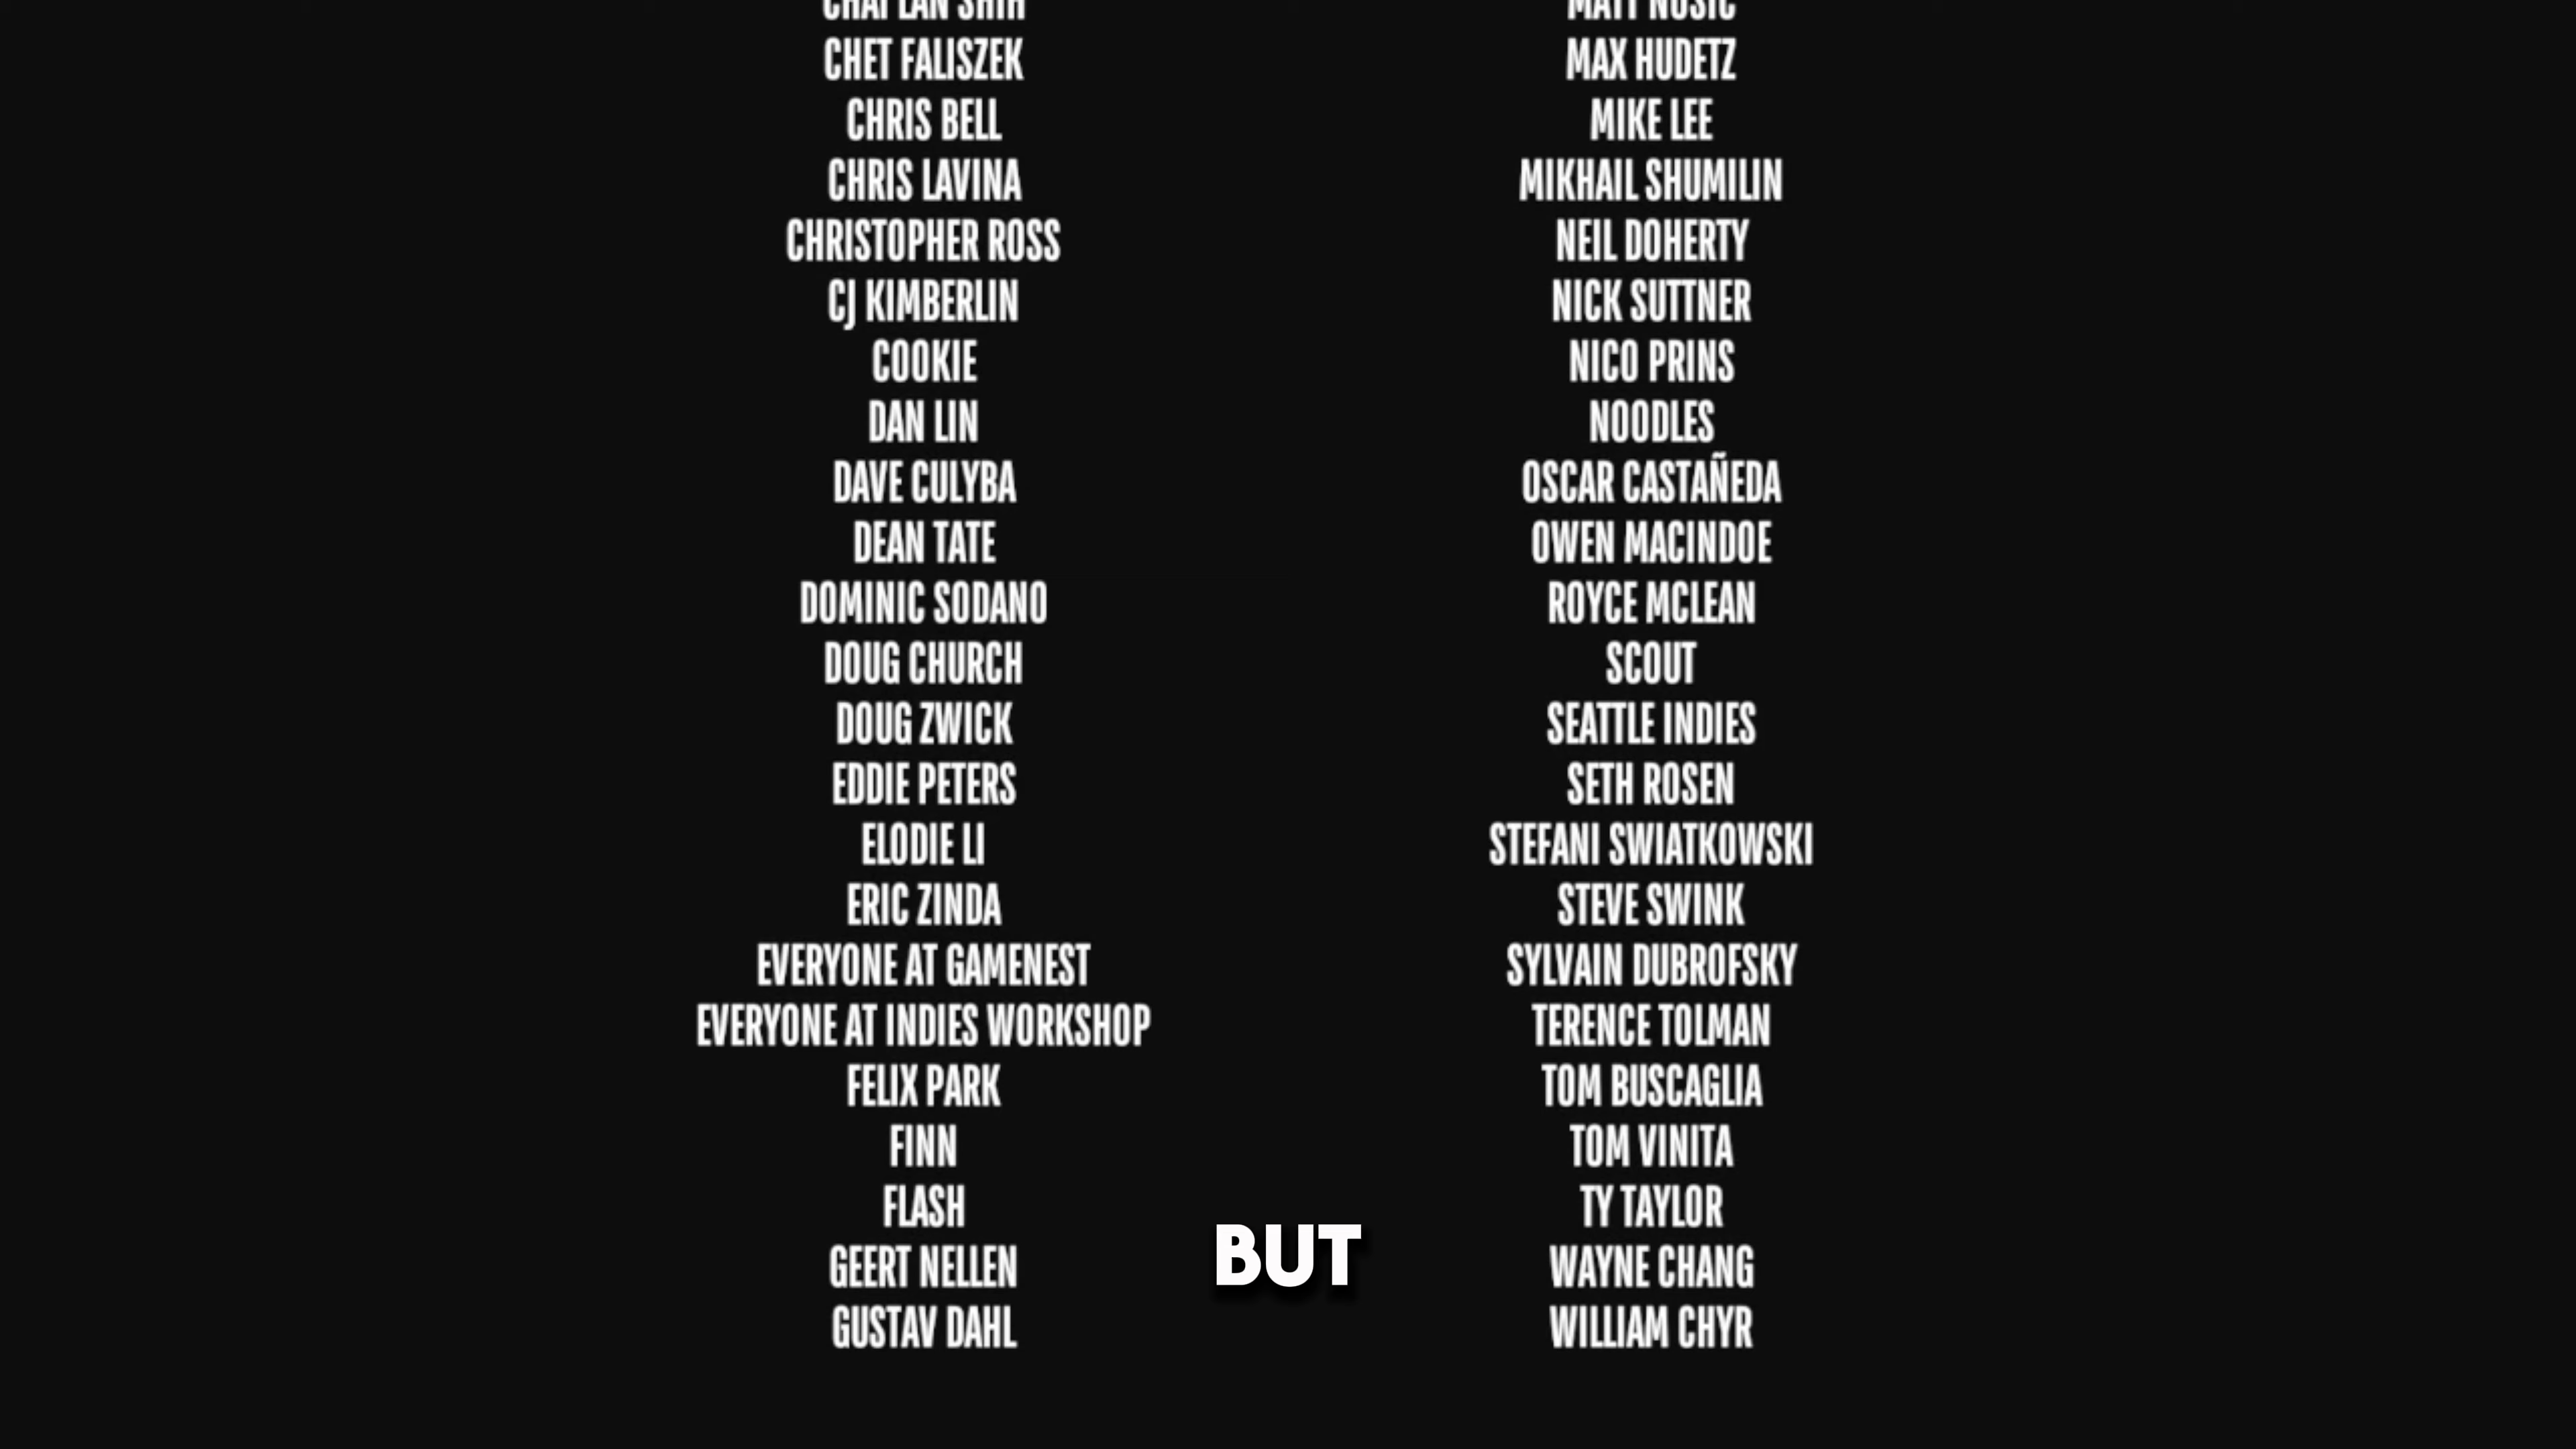 CHET FALISZEK
CHRIS BELL
CHRIS LAVINA
CHRISTOPHER ROSS
CJ KIMBERLIN
COOKIE
DAN LIN
DAVE CULYBA
DEAN TATE
DOMINIC SODANO
DOUG CHURCH
DOUG ZWICK
EDDIE PETERS
ELODIE LI
ERIC ZINDA
EVERYONE AT GAMENEST
EVERYONE AT INDIES WORKSHOP
FELIX PARK
FINN
FLASH
GEERT NELLEN
GUSTAV DAHL
MAX HUDETZ
MIKE LEE
MIKHAIL SHUMILIN
NEIL DOHERTY
NICK SUTTNER
NICO PRINS
NOODLES
OSCAR CASTAÑEDA
OWEN MACINDOE
ROYCE MCLEAN
SCOUT
SEATTLE INDIES
SETH ROSEN
STEFANI SWIATKOWSKI
STEVE SWINK
SYLVAIN DUBROFSKY
TERENCE TOLMAN
TOM BUSCAGLIA
TOM VINITA
TY TAYLOR
WAYNE CHANG
WILLIAM CHYR
BUT